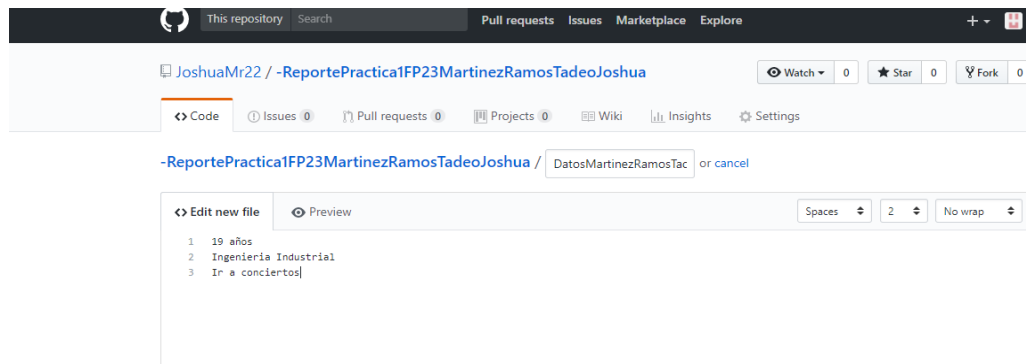 This repository Search Pull requests Issues Marketplace Explore
JoshuaMr22 / -ReportePractica1FP23MartinezRamosTadeoJoshua Watch 0 Star 0 Fork 0
Code Issues 0 Pull requests 0 Projects 0 Wiki Insights Settings
-ReportePractica1FP23MartinezRamosTadeoJoshua / DatosMartinezRamosTac or cancel
Edit new file Preview Spaces 2 No wrap
1 19 años
2 Ingenieria Industrial
3 Ir a conciertos